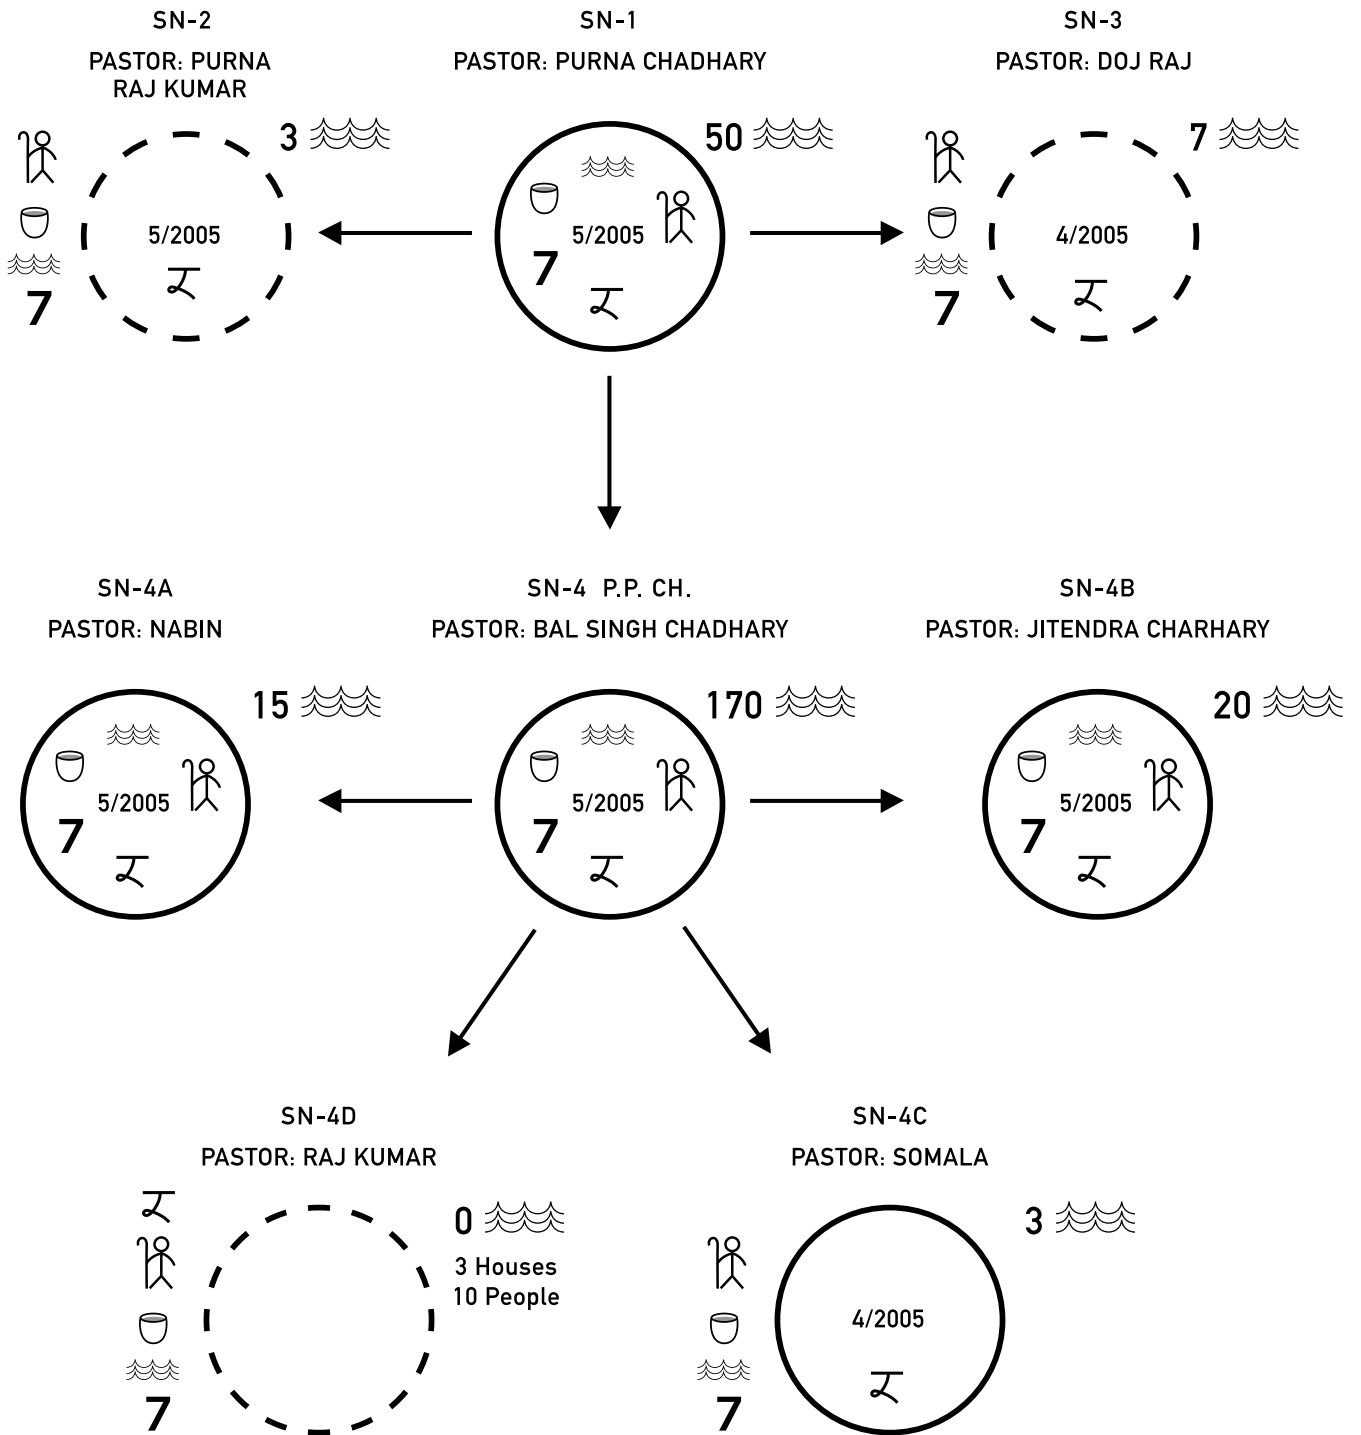 SN-2
PASTOR: PURNA
RAJ KUMAR
3
5/2005
र
7
SN-1
PASTOR: PURNA CHADHARY
50
5/2005
7
र
SN-3
PASTOR: DOJ RAJ
7
4/2005
र
7
SN-4A
PASTOR: NABIN
15
5/2005
7
र
SN-4 P.P. CH.
PASTOR: BAL SINGH CHADHARY
170
5/2005
7
र
SN-4B
PASTOR: JITENDRA CHARHARY
20
5/2005
7
र
SN-4D
PASTOR: RAJ KUMAR
र
0
3 Houses
10 People
7
SN-4C
PASTOR: SOMALA
3
4/2005
र
7